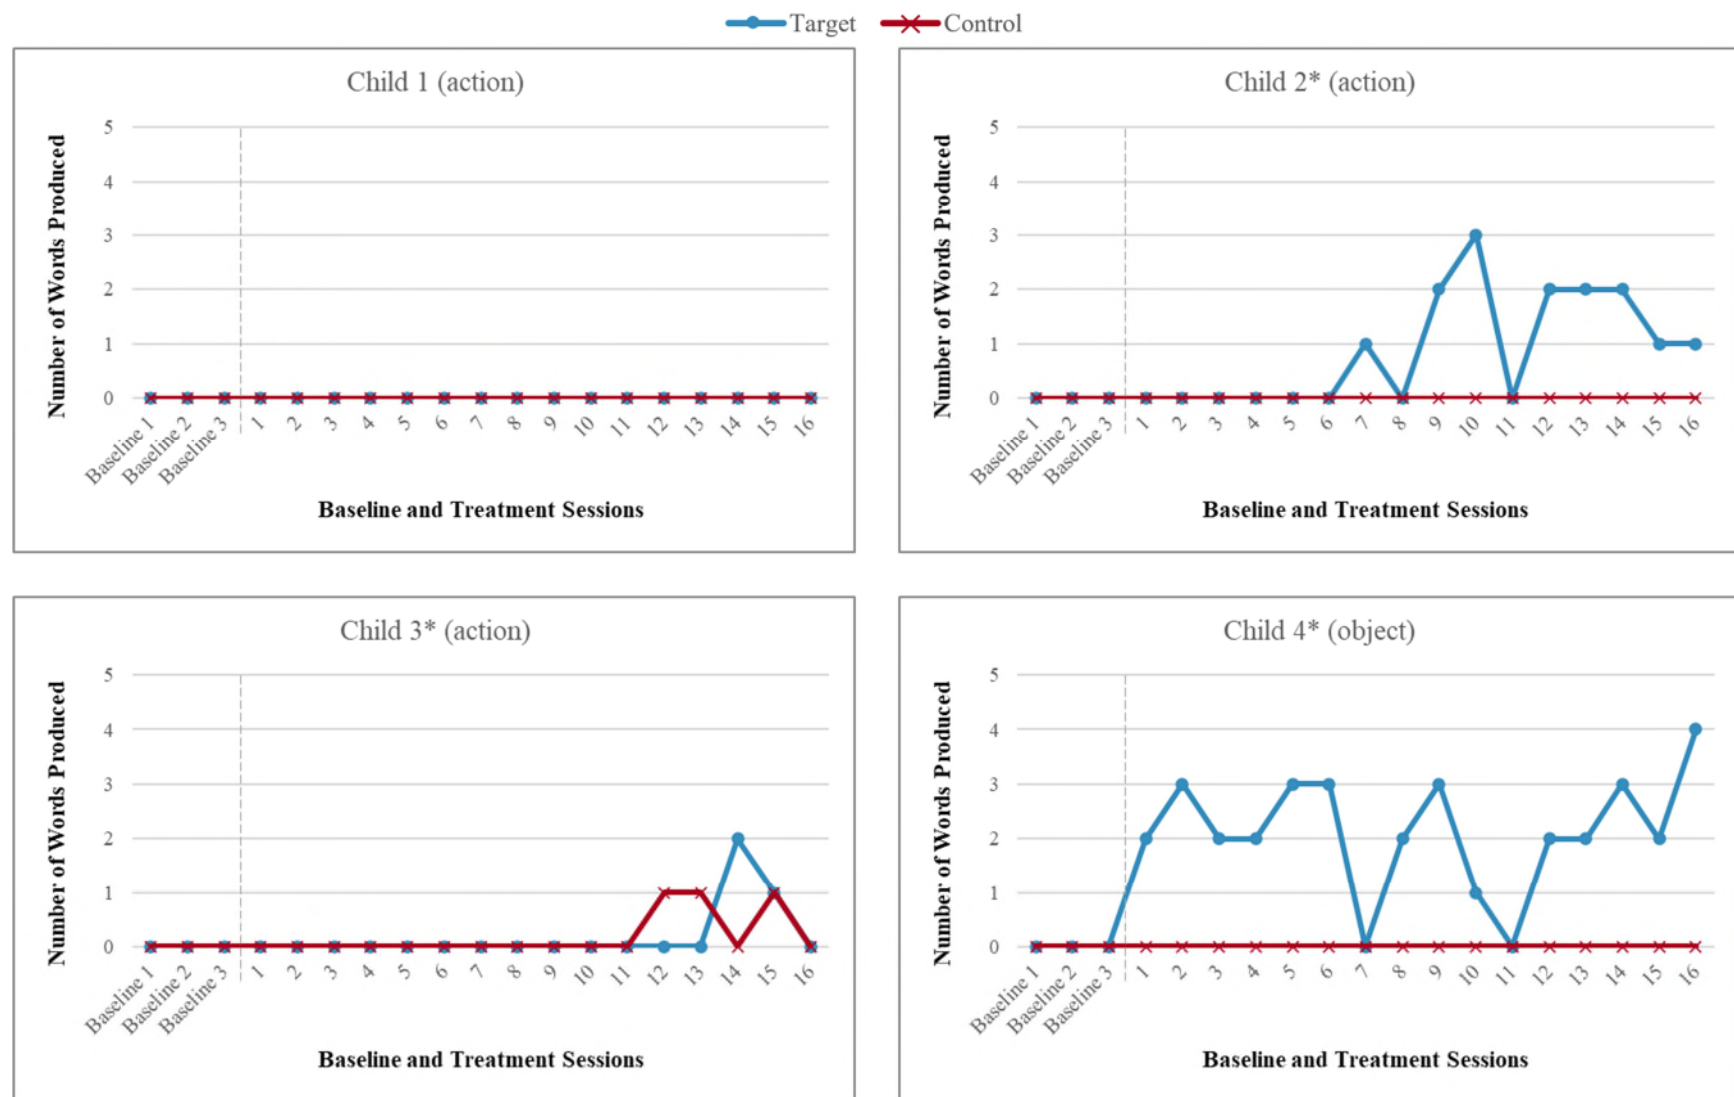 Target Control
Child 1 (action)
Number of Words Produced
5
4
3
2
1
0
Baseline 1 Baseline 2 Baseline 3 1 2 3 4 5 6 7 8 9 10 11 12 13 14 15 16
Baseline and Treatment Sessions
Child 2* (action)
Number of Words Produced
5
4
3
2
1
0
Baseline 1 Baseline 2 Baseline 3 1 2 3 4 5 6 7 8 9 10 11 12 13 14 15 16
Baseline and Treatment Sessions
Child 3* (action)
Number of Words Produced
5
4
3
2
1
0
Baseline 1 Baseline 2 Baseline 3 1 2 3 4 5 6 7 8 9 10 11 12 13 14 15 16
Baseline and Treatment Sessions
Child 4* (object)
Number of Words Produced
5
4
3
2
1
0
Baseline 1 Baseline 2 Baseline 3 1 2 3 4 5 6 7 8 9 10 11 12 13 14 15 16
Baseline and Treatment Sessions